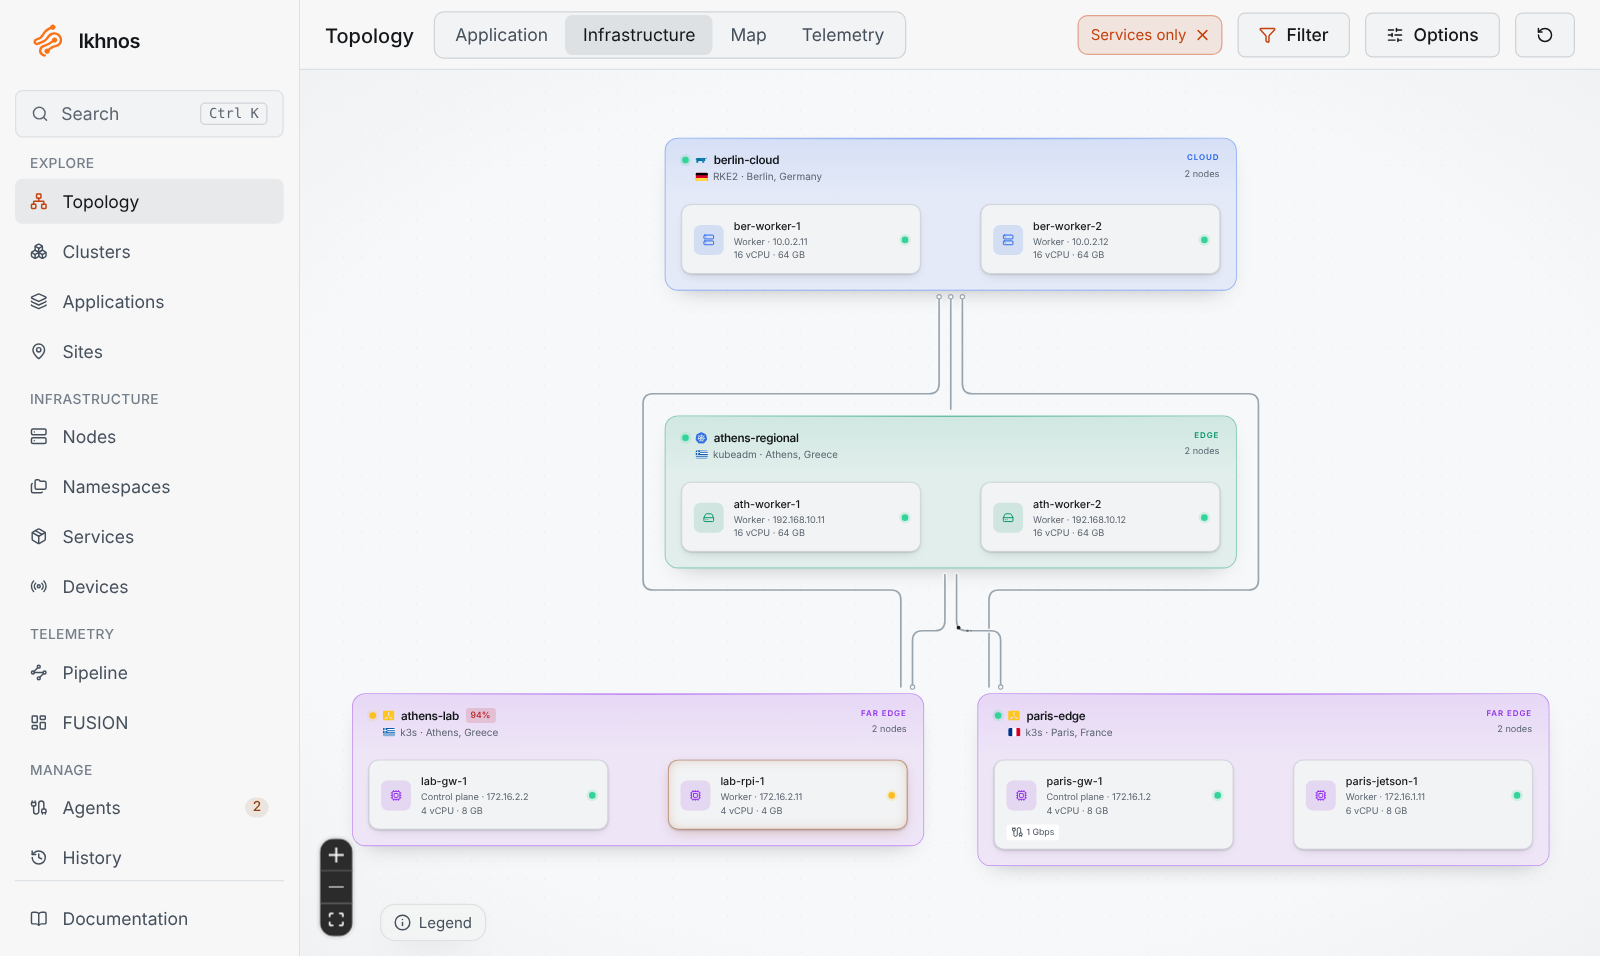 Ikhnos
Search
Ctrl K
EXPLORE
Topology
Clusters
Applications
Sites
INFRASTRUCTURE
Nodes
Namespaces
Services
Devices
TELEMETRY
Pipeline
FUSION
MANAGE
Agents 2
History
Documentation
Topology
Application
Infrastructure
Map
Telemetry
Services only
Filter
Options
berlin-cloud
RKE2 · Berlin, Germany
CLOUD
2 nodes
ber-worker-1
Worker · 10.0.2.11
16 vCPU · 64 GB
ber-worker-2
Worker · 10.0.2.12
16 vCPU · 64 GB
athens-regional
kubeadm · Athens, Greece
EDGE
2 nodes
ath-worker-1
Worker · 192.168.10.11
16 vCPU · 64 GB
ath-worker-2
Worker · 192.168.10.12
16 vCPU · 64 GB
athens-lab 94%
k3s · Athens, Greece
FAR EDGE
2 nodes
lab-gw-1
Control plane · 172.16.2.2
4 vCPU · 8 GB
lab-rpi-1
Worker · 172.16.2.11
4 vCPU · 4 GB
paris-edge
k3s · Paris, France
FAR EDGE
2 nodes
paris-gw-1
Control plane · 172.16.1.2
4 vCPU · 8 GB
1 Gbps
paris-jetson-1
Worker · 172.16.1.11
6 vCPU · 8 GB
Legend